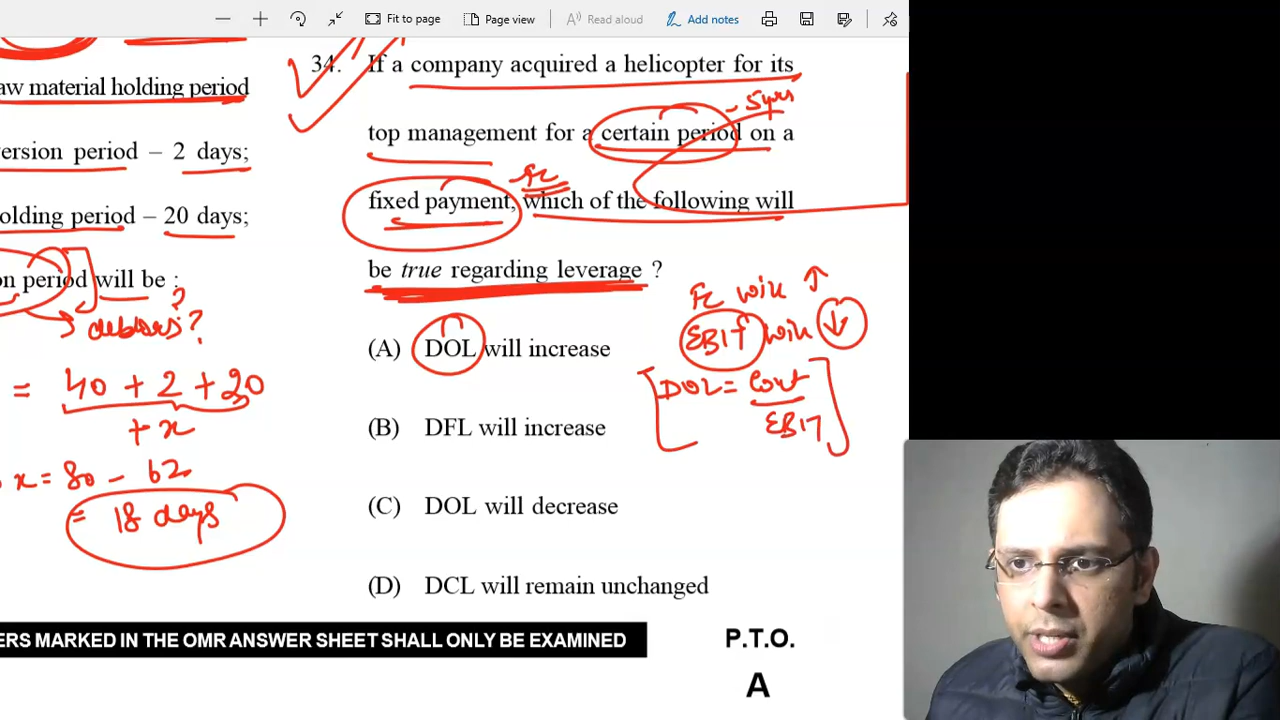 Fit to page
Page view
Read aloud
Add notes
aw material holding period
version period – 2 days;
holding period – 20 days;
on period will be :
debtors?
?
= 40 + 2 + 20
+ x
x = 80 - 62
= 18 days
34. If a company acquired a helicopter for its
top management for a certain period on a
- 5yrs
fixed payment, which of the following will
FC
be true regarding leverage ?
(A) DOL will increase
(B) DFL will increase
(C) DOL will decrease
(D) DCL will remain unchanged
FC will ↑
EBIT will ↓
DOL = Cont
EBIT
ERS MARKED IN THE OMR ANSWER SHEET SHALL ONLY BE EXAMINED
P.T.O.
A